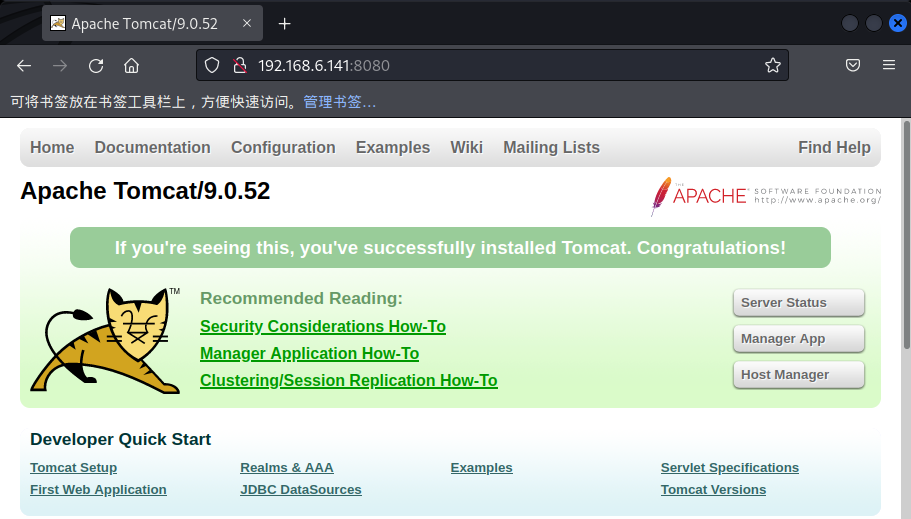 Apache Tomcat/9.0.52
192.168.6.141:8080
可将书签放在书签工具栏上，方便快速访问。管理书签…
Home Documentation Configuration Examples Wiki Mailing Lists Find Help
Apache Tomcat/9.0.52
THE APACHE SOFTWARE FOUNDATION
http://www.apache.org/
If you're seeing this, you've successfully installed Tomcat. Congratulations!
TM
Recommended Reading:
Security Considerations How-To
Manager Application How-To
Clustering/Session Replication How-To
Server Status
Manager App
Host Manager
Developer Quick Start
Tomcat Setup Realms & AAA Examples Servlet Specifications
First Web Application JDBC DataSources Tomcat Versions